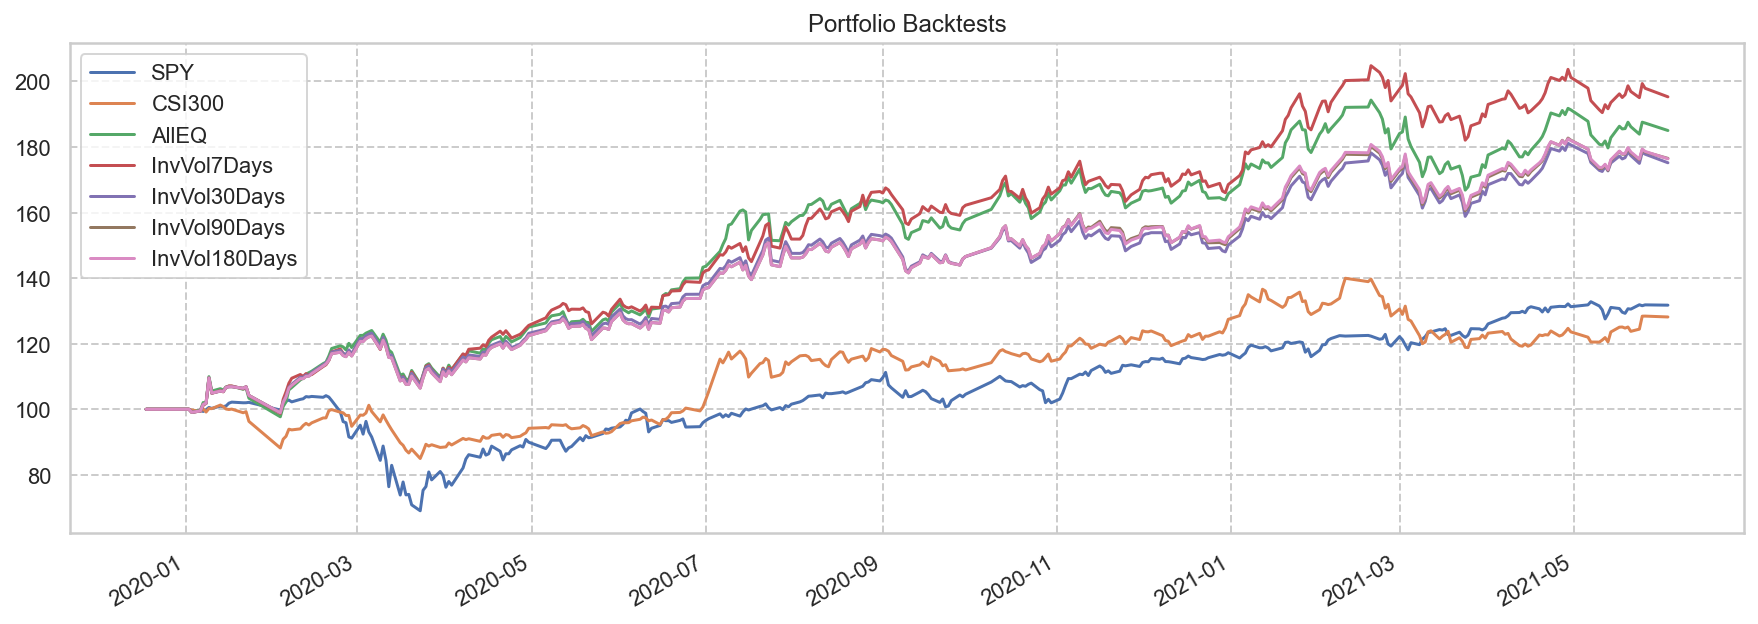 Portfolio Backtests
SPY
CSI300
AllEQ
InvVol7Days
InvVol30Days
InvVol90Days
InvVol180Days
200
180
160
140
120
100
80
2020-01
2020-03
2020-05
2020-07
2020-09
2020-11
2021-01
2021-03
2021-05